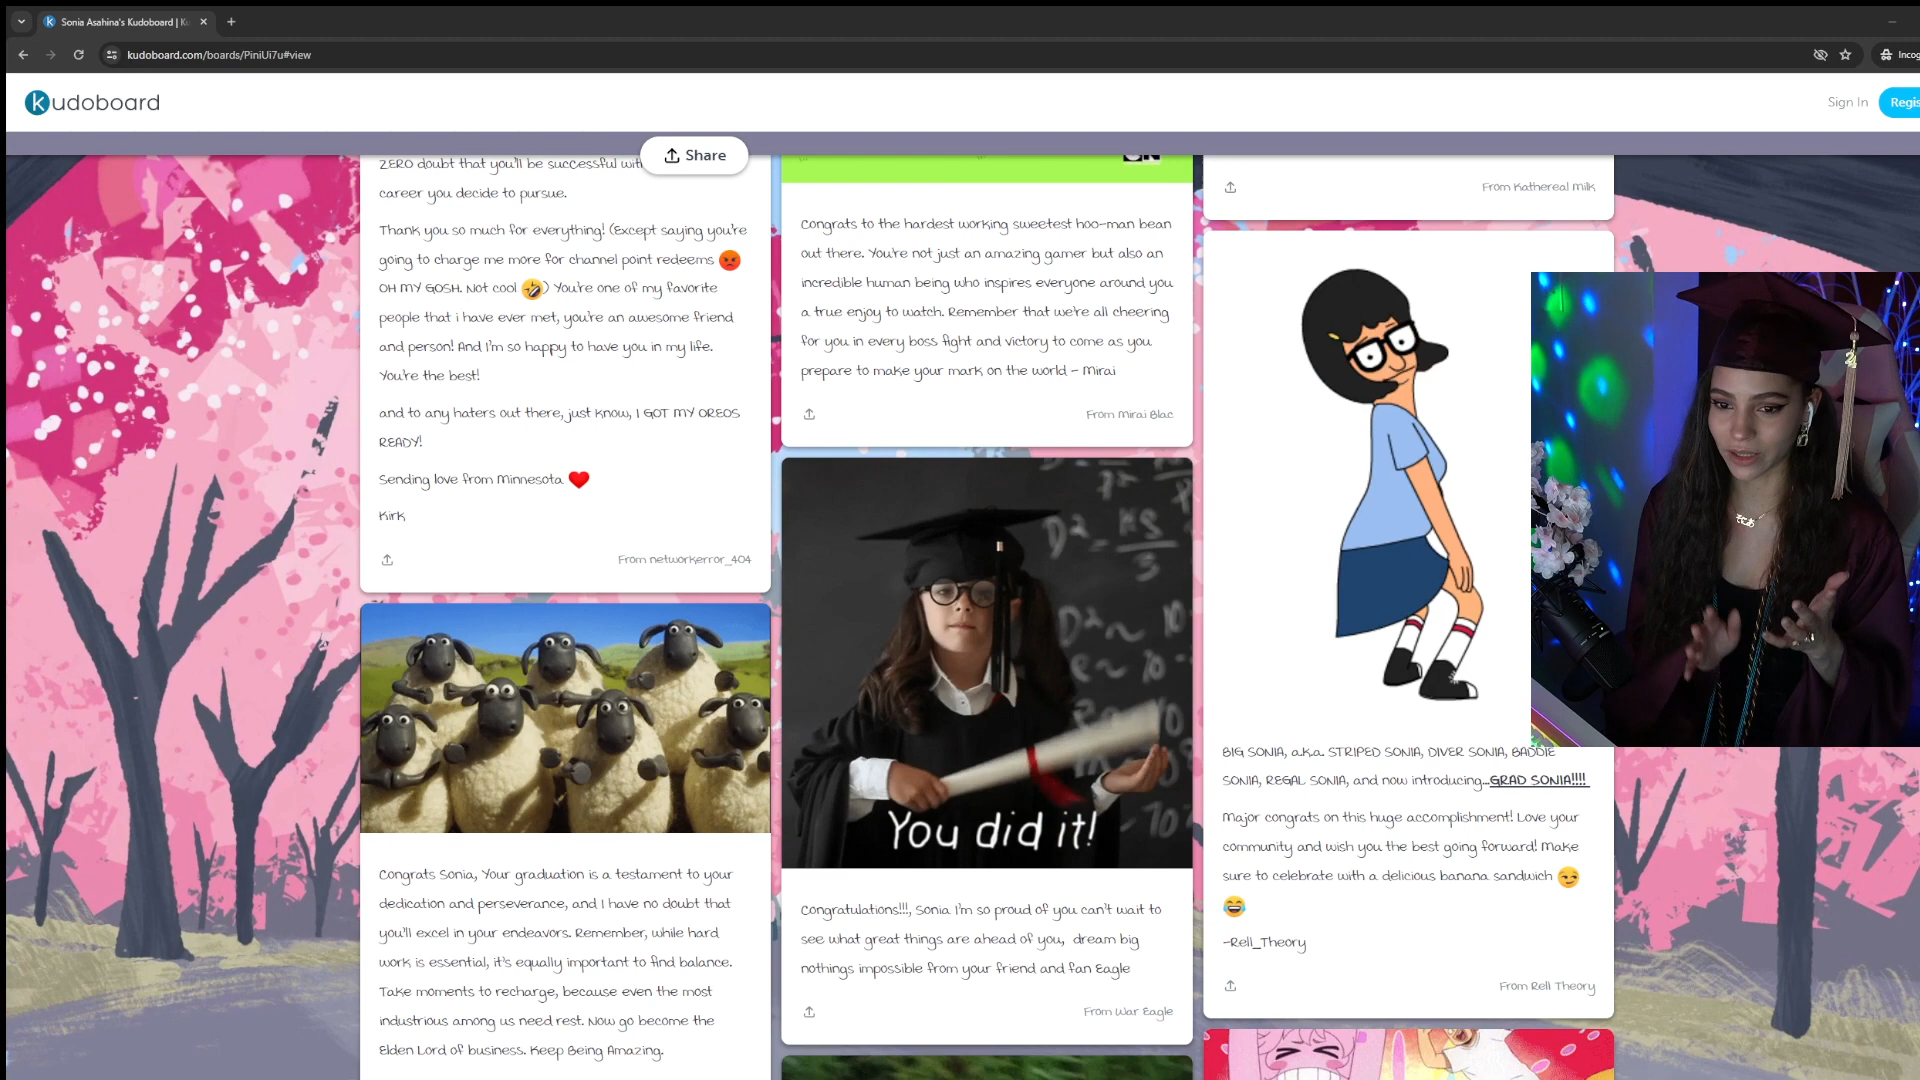 Sonia Asahina's Kudoboard | Ku
kudoboard.com/boards/PiniUi7u#view
Incog
kudoboard
Sign In
Regis
Share
ZERO doubt that you'll be successful with
career you decide to pursue.
Thank you so much for everything! (Except saying you're
going to charge me more for channel point redeems 😡
OH MY GOSH. Not cool 🤣) You're one of my favorite
people that i have ever met, you're an awesome friend
and person! And I'm so happy to have you in my life.
You're the best!
and to any haters out there, just know, I GOT MY OREOS
READY!
Sending love from Minnesota ❤️
Kirk
From networkerror_404
Congrats Sonia, Your graduation is a testament to your
dedication and perseverance, and I have no doubt that
you'll excel in your endeavors. Remember, while hard
work is essential, it's equally important to find balance.
Take moments to recharge, because even the most
industrious among us need rest. Now go become the
Elden Lord of business. Keep Being Amazing.
Congrats to the hardest working sweetest hoo-man bean
out there. You're not just an amazing gamer but also an
incredible human being who inspires everyone around you
a true enjoy to watch. Remember that we're all cheering
for you in every boss fight and victory to come as you
prepare to make your mark on the world - Mirai
From Mirai Blac
You did it!
Congratulations!!!, Sonia I'm so proud of you can't wait to
see what great things are ahead of you, dream big
nothings impossible from your friend and fan Eagle
From War Eagle
From Kathereal Milk
BIG SONIA, a.k.a. STRIPED SONIA, DIVER SONIA, BADDIE
SONIA, REGAL SONIA, and now introducing...GRAD SONIA!!!!
Major congrats on this huge accomplishment! Love your
community and wish you the best going forward! Make
sure to celebrate with a delicious banana sandwich 😏
😂
-Rell_Theory
From Rell Theory